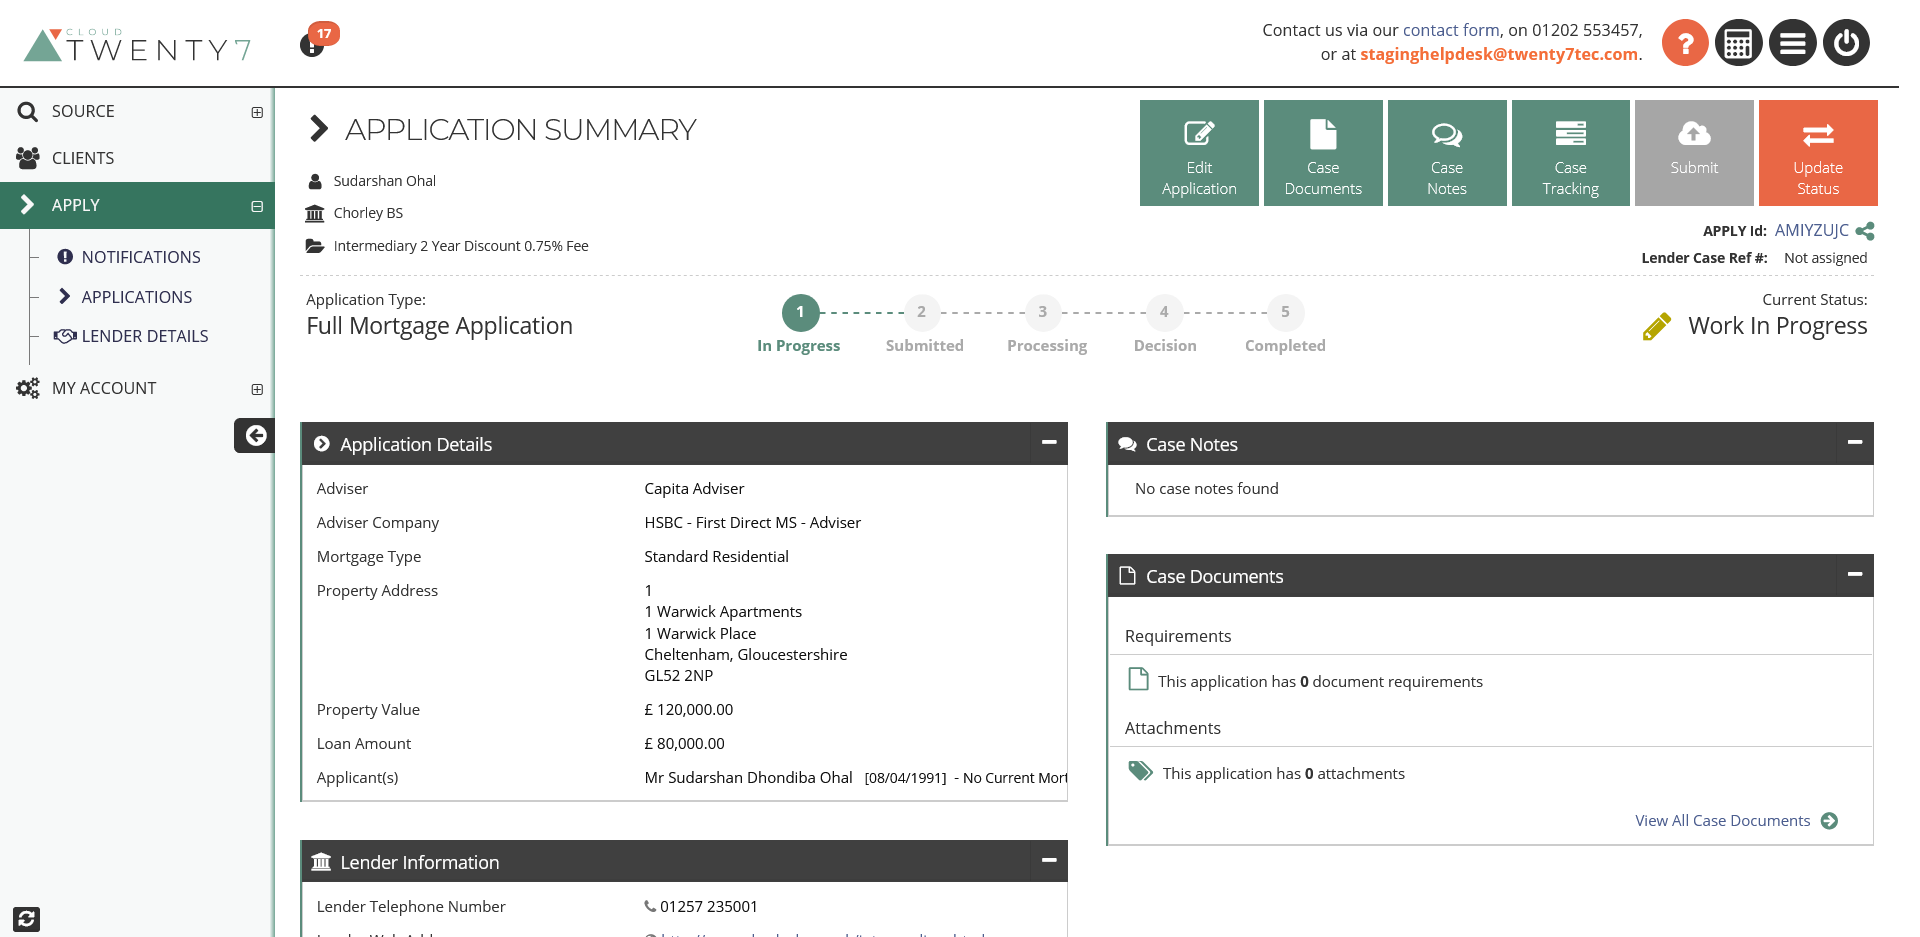 CLOUD
TWENTY7
17
Contact us via our contact form, on 01202 553457,
or at staginghelpdesk@twenty7tec.com.
SOURCE
CLIENTS
APPLY
NOTIFICATIONS
APPLICATIONS
LENDER DETAILS
MY ACCOUNT
APPLICATION SUMMARY
Sudarshan Ohal
Chorley BS
Intermediary 2 Year Discount 0.75% Fee
Edit
Application
Case
Documents
Case
Notes
Case
Tracking
Submit
Update
Status
APPLY Id: AMIYZUJC
Lender Case Ref #: Not assigned
Application Type:
Full Mortgage Application
1
In Progress
2
Submitted
3
Processing
4
Decision
5
Completed
Current Status:
Work In Progress
Application Details
Adviser Capita Adviser
Adviser Company HSBC - First Direct MS - Adviser
Mortgage Type Standard Residential
Property Address 1
1 Warwick Apartments
1 Warwick Place
Cheltenham, Gloucestershire
GL52 2NP
Property Value £ 120,000.00
Loan Amount £ 80,000.00
Applicant(s) Mr Sudarshan Dhondiba Ohal [08/04/1991] - No Current
Lender Information
Lender Telephone Number 01257 235001
Case Notes
No case notes found
Case Documents
Requirements
This application has 0 document requirements
Attachments
This application has 0 attachments
View All Case Documents